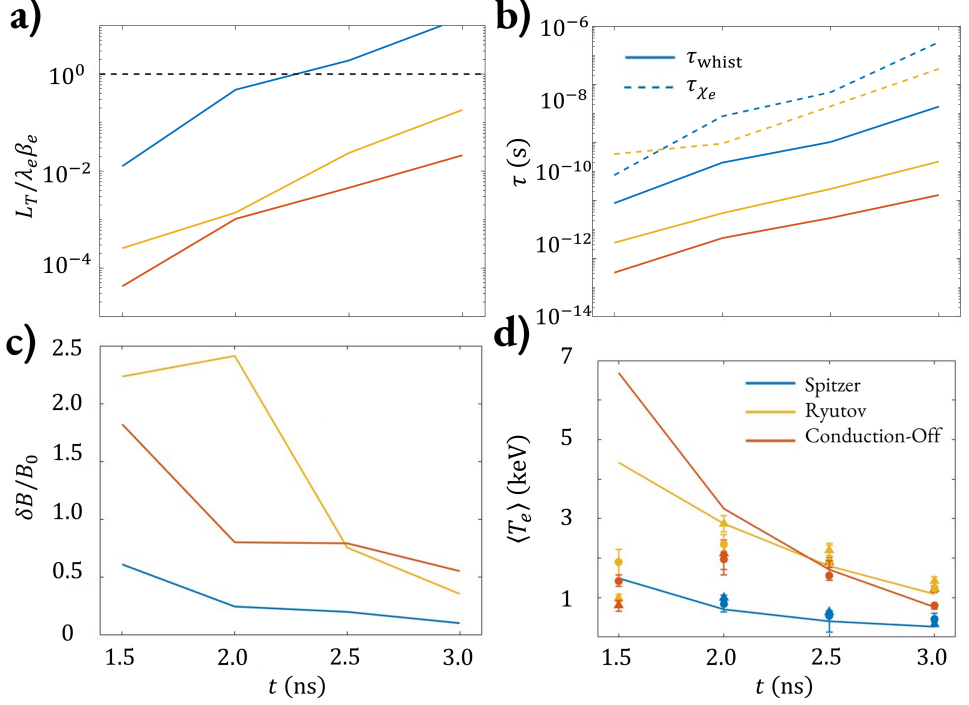 a)
10⁰
10⁻²
10⁻⁴
L_T/λ_eβ_e
b)
10⁻⁶
10⁻⁸
10⁻¹⁰
10⁻¹²
10⁻¹⁴
τ (s)
τ_whist
τ_χₑ
c)
2.5
2.0
1.5
1.0
0.5
0
δB/B₀
1.5 2.0 2.5 3.0
t (ns)
d)
7
5
3
1
⟨T_e⟩ (keV)
Spitzer
Ryutov
Conduction-Off
1.5 2.0 2.5 3.0
t (ns)